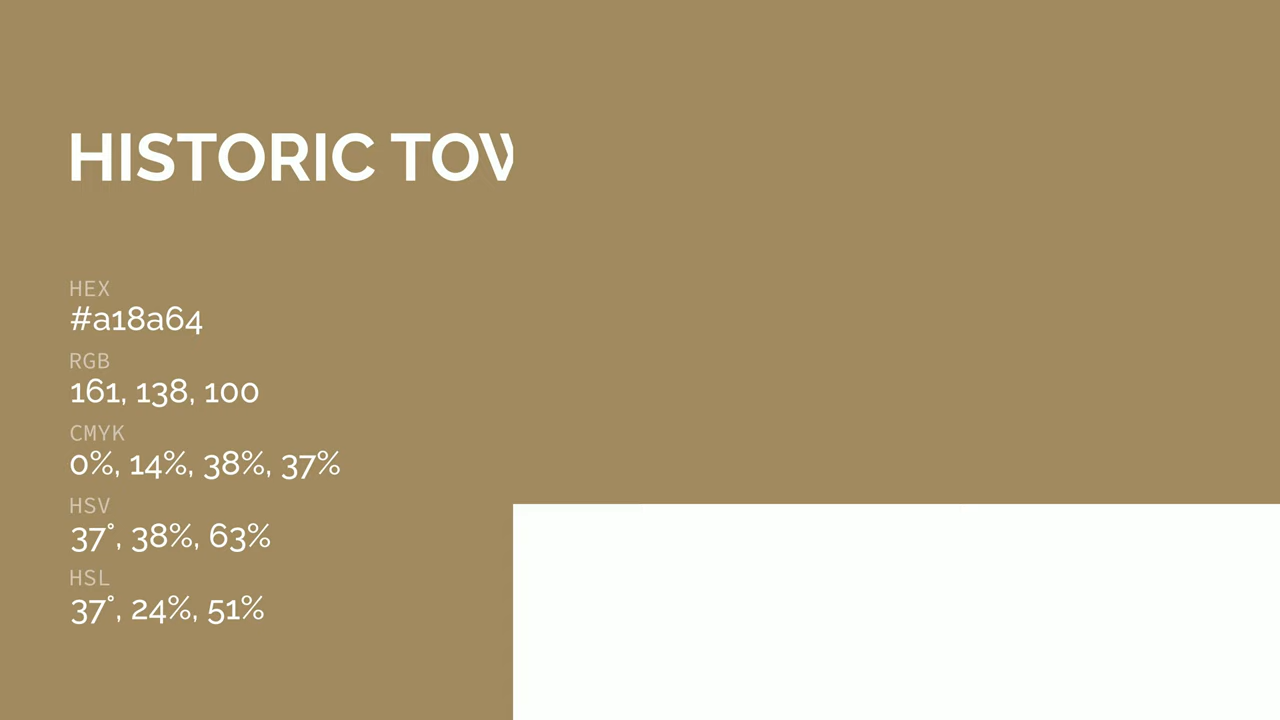 HISTORIC
HEX
#a18a64
RGB
161, 138, 100
CMYK
0%, 14%, 38%, 37%
HSV
37°, 38%, 63%
HSL
37°, 24%, 51%